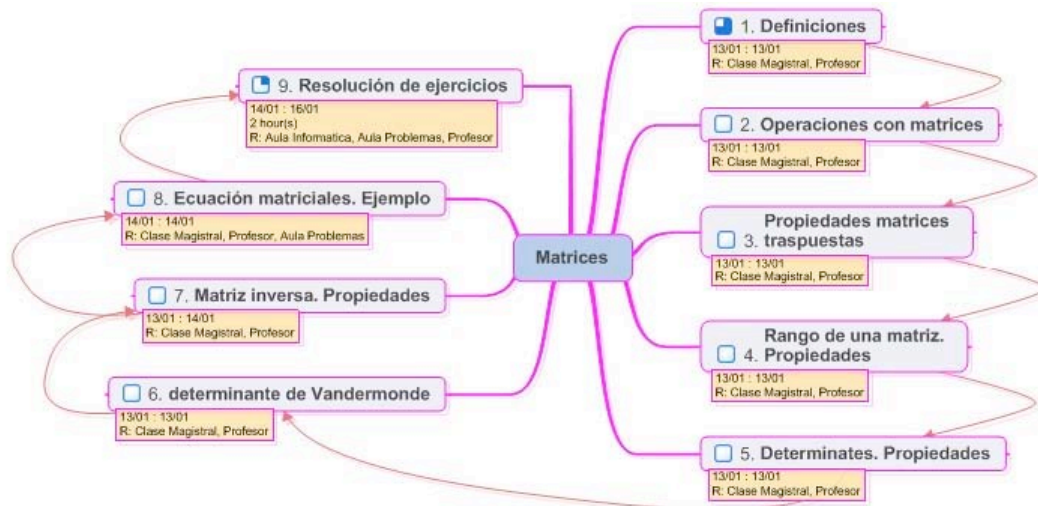 Matrices
1. Definiciones
13/01 : 13/01
R: Clase Magistral, Profesor
2. Operaciones con matrices
13/01 : 13/01
R: Clase Magistral, Profesor
Propiedades matrices
3. traspuestas
13/01 : 13/01
R: Clase Magistral, Profesor
Rango de una matriz.
4. Propiedades
13/01 : 13/01
R: Clase Magistral, Profesor
5. Determinates. Propiedades
13/01 : 13/01
R: Clase Magistral, Profesor
6. determinante de Vandermonde
13/01 : 13/01
R: Clase Magistral, Profesor
7. Matriz inversa. Propiedades
13/01 : 14/01
R: Clase Magistral, Profesor
8. Ecuación matriciales. Ejemplo
14/01 : 14/01
R: Clase Magistral, Profesor, Aula Problemas
9. Resolución de ejercicios
14/01 : 16/01
2 hour(s)
R: Aula Informatica, Aula Problemas, Profesor